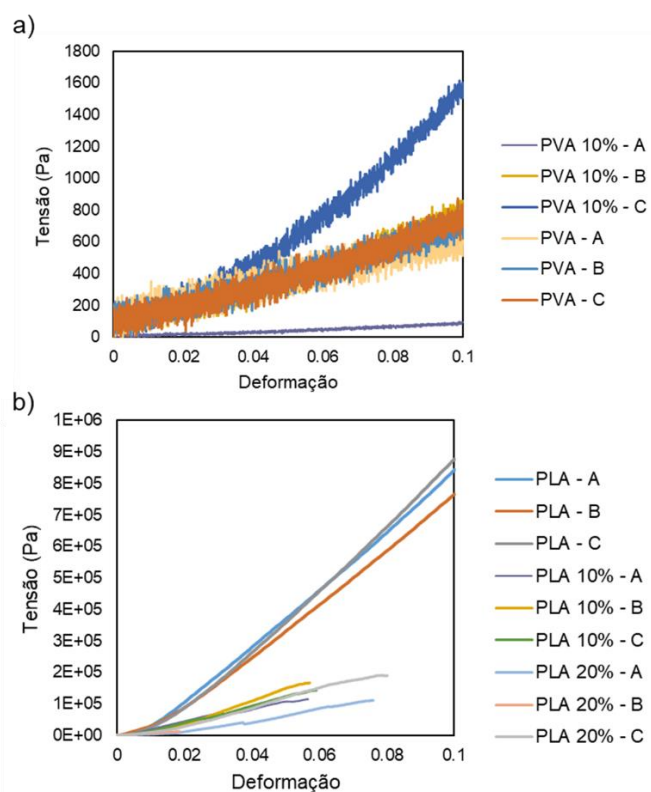 a)
1800
1600
1400
1200
1000
800
600
400
200
0
Tensão (Pa)
0 0.02 0.04 0.06 0.08 0.1
Deformação
PVA 10% - A
PVA 10% - B
PVA 10% - C
PVA - A
PVA - B
PVA - C
b)
1E+06
9E+05
8E+05
7E+05
6E+05
5E+05
4E+05
3E+05
2E+05
1E+05
0E+00
Tensão (Pa)
0 0.02 0.04 0.06 0.08 0.1
Deformação
PLA - A
PLA - B
PLA - C
PLA 10% - A
PLA 10% - B
PLA 10% - C
PLA 20% - A
PLA 20% - B
PLA 20% - C